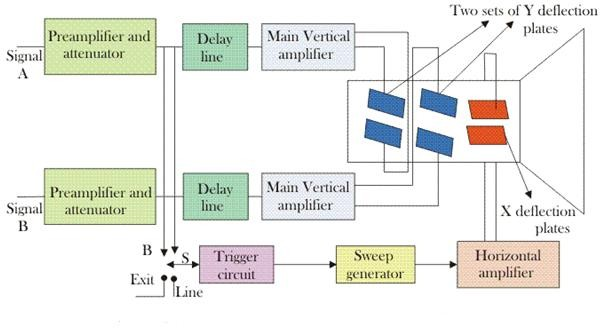 Two sets of Y deflection
plates
Preamplifier and
attenuator
Delay
line
Main Vertical
amplifier
Signal
A
Preamplifier and
attenuator
Delay
line
Main Vertical
amplifier
Signal
B
X deflection
plates
B
S
Trigger
circuit
Sweep
generator
Horizontal
amplifier
Exit
Line